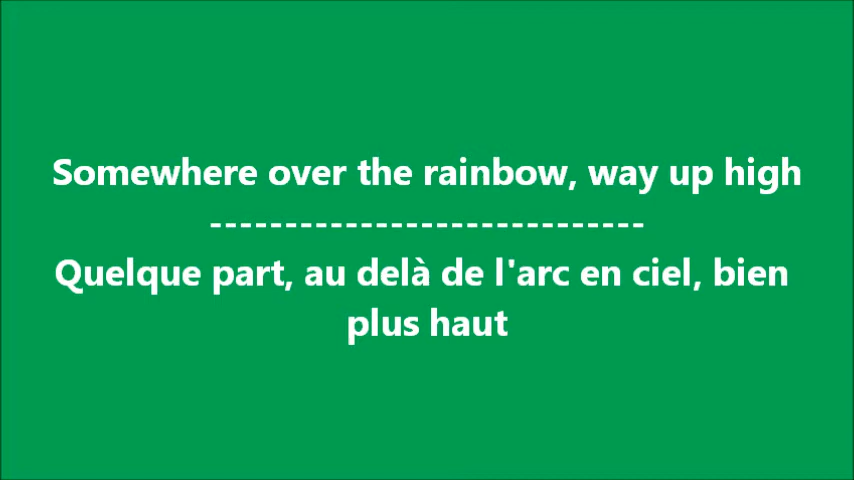 Somewhere over the rainbow, way up high
-----------------------------
Quelque part, au delà de l'arc en ciel, bien
plus haut